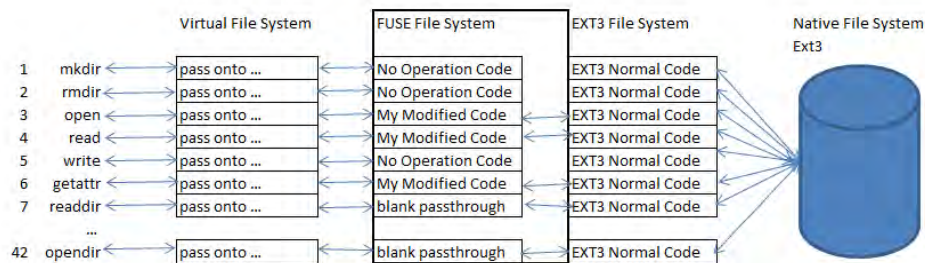 Virtual File System FUSE File System EXT3 File System Native File System
Ext3
1 mkdir pass onto ... No Operation Code EXT3 Normal Code
2 rmdir pass onto ... No Operation Code EXT3 Normal Code
3 open pass onto ... My Modified Code EXT3 Normal Code
4 read pass onto ... My Modified Code EXT3 Normal Code
5 write pass onto ... No Operation Code EXT3 Normal Code
6 getattr pass onto ... My Modified Code EXT3 Normal Code
7 readdir pass onto ... blank passthrough EXT3 Normal Code
...
42 opendir pass onto ... blank passthrough EXT3 Normal Code